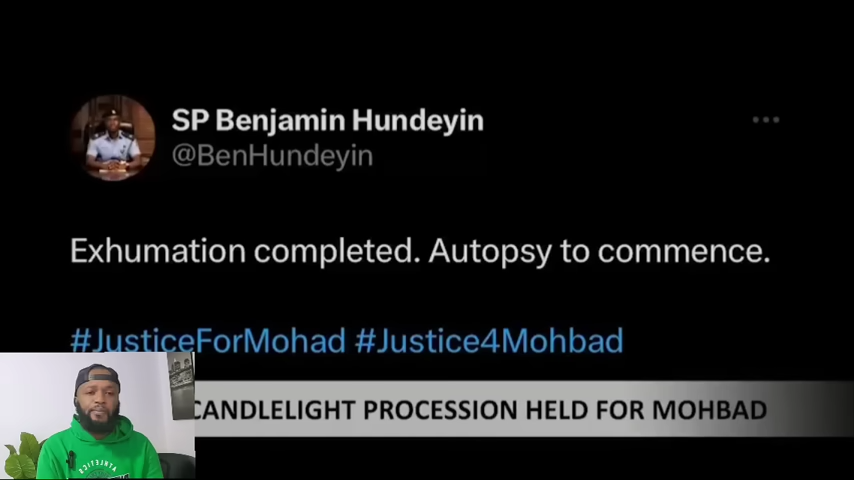 SP Benjamin Hundeyin
@BenHundeyin
Exhumation completed. Autopsy to commence.
#JusticeForMohad #Justice4Mohbad
CANDLELIGHT PROCESSION HELD FOR MOHBAD